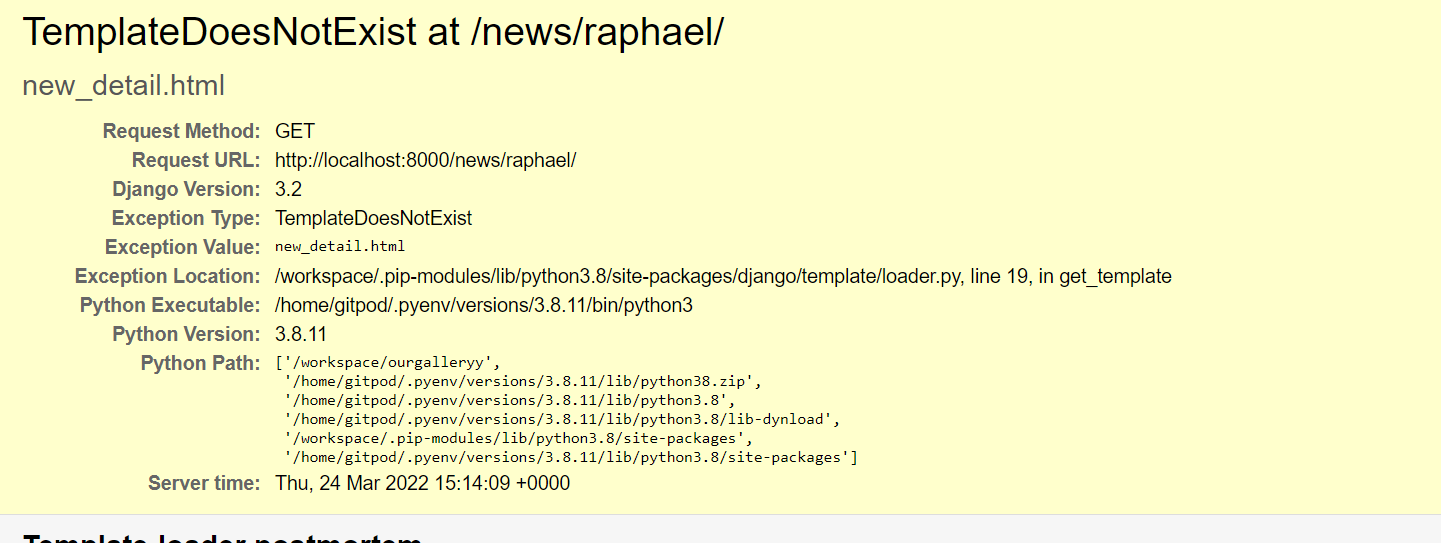 TemplateDoesNotExist at /news/raphael/
new_detail.html
Request Method: GET
Request URL: http://localhost:8000/news/raphael/
Django Version: 3.2
Exception Type: TemplateDoesNotExist
Exception Value: new_detail.html
Exception Location: /workspace/.pip-modules/lib/python3.8/site-packages/django/template/loader.py, line 19, in get_template
Python Executable: /home/gitpod/.pyenv/versions/3.8.11/bin/python3
Python Version: 3.8.11
Python Path: ['/workspace/ourgalleryy',
'/home/gitpod/.pyenv/versions/3.8.11/lib/python38.zip',
'/home/gitpod/.pyenv/versions/3.8.11/lib/python3.8',
'/home/gitpod/.pyenv/versions/3.8.11/lib/python3.8/lib-dynload',
'/workspace/.pip-modules/lib/python3.8/site-packages',
'/home/gitpod/.pyenv/versions/3.8.11/lib/python3.8/site-packages']
Server time: Thu, 24 Mar 2022 15:14:09 +0000
Template-loader postmortem